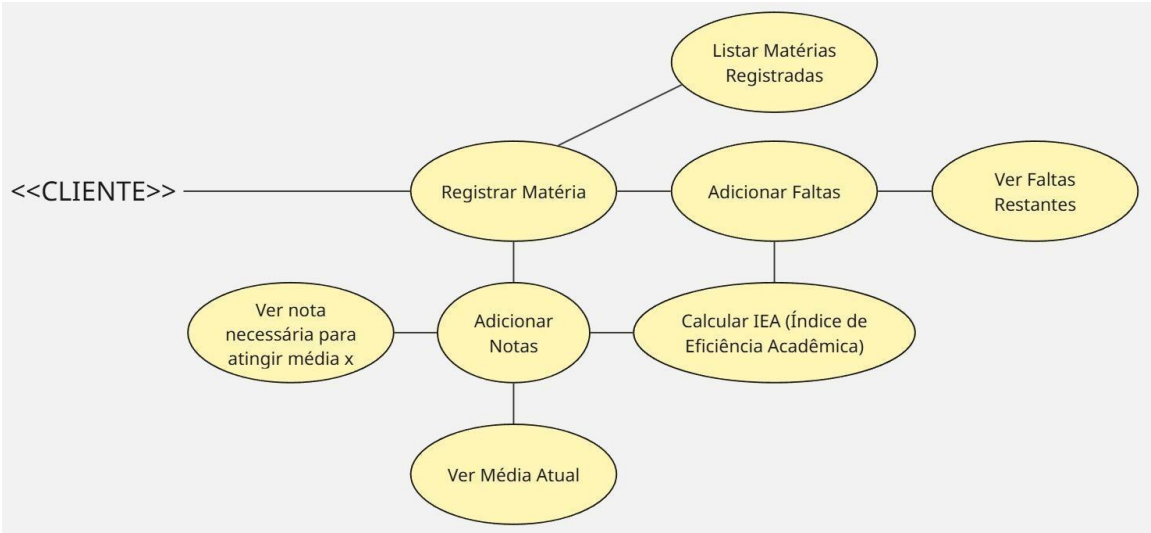 Listar Matérias
Registradas
<<CLIENTE>>
Registrar Matéria
Adicionar Faltas
Ver Faltas
Restantes
Ver nota
necessária para
atingir média x
Adicionar
Notas
Calcular IEA (Índice de
Eficiência Acadêmica)
Ver Média Atual